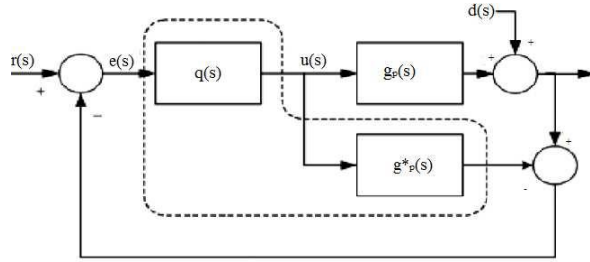 d(s)
r(s)
e(s)
q(s)
u(s)
gₚ(s)
+
+
+
−
g*ₚ(s)
+
-